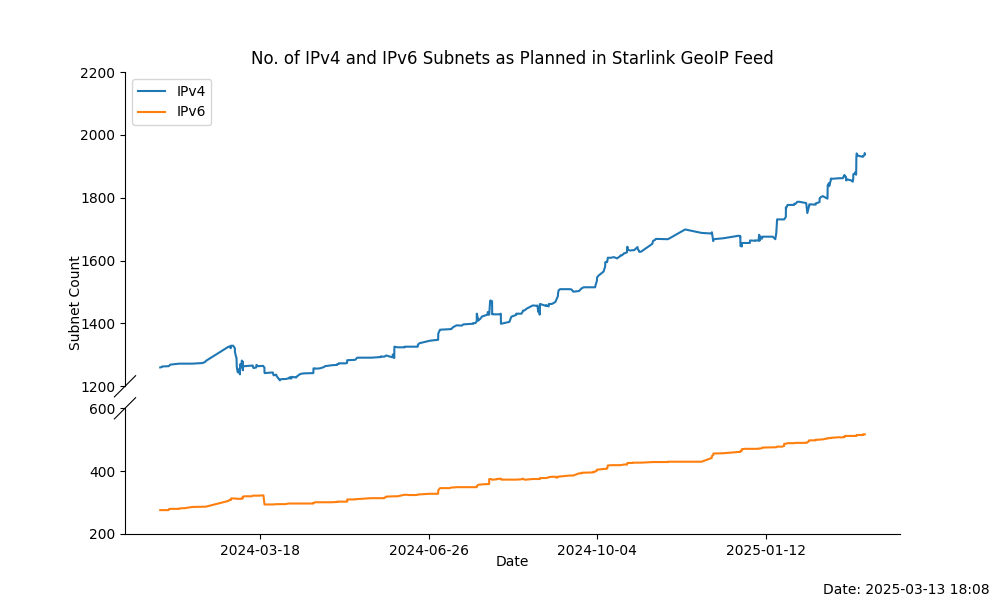 No. of IPv4 and IPv6 Subnets as Planned in Starlink GeoIP Feed
2200
IPv4
IPv6
2000
1800
1600
Subnet Count
1400
1200
600
400
200
2024-03-18 2024-06-26 2024-10-04 2025-01-12
Date
Date: 2025-03-13 18:08